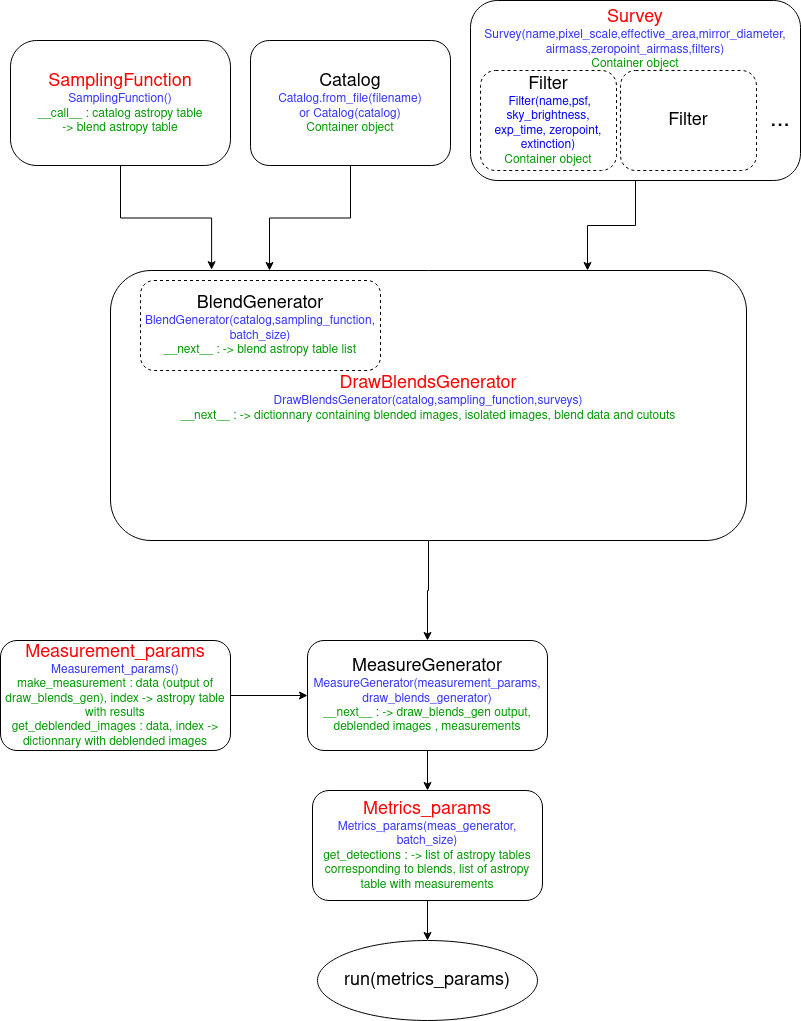 SamplingFunction
SamplingFunction()
__call__ : catalog astropy table
-> blend astropy table
Catalog
Catalog.from_file(filename)
or Catalog(catalog)
Container object
Survey
Survey(name,pixel_scale,effective_area,mirror_diameter,
airmass,zeropoint_airmass,filters)
Container object
Filter
Filter(name,psf,
sky_brightness,
exp_time, zeropoint,
extinction)
Container object
Filter
...
BlendGenerator
BlendGenerator(catalog,sampling_function,
batch_size)
__next__ : -> blend astropy table list
DrawBlendsGenerator
DrawBlendsGenerator(catalog,sampling_function,surveys)
__next__ : -> dictionnary containing blended images, isolated images, blend data and cutouts
Measurement_params
Measurement_params()
make_measurement : data (output of
draw_blends_gen), index -> astropy table
with results
get_deblended_images : data, index ->
dictionnary with deblended images
MeasureGenerator
MeasureGenerator(measurement_params,
draw_blends_generator)
__next__ : -> draw_blends_gen output,
deblended images , measurements
Metrics_params
Metrics_params(meas_generator,
batch_size)
get_detections : -> list of astropy tables
corresponding to blends, list of astropy
table with measurements
run(metrics_params)